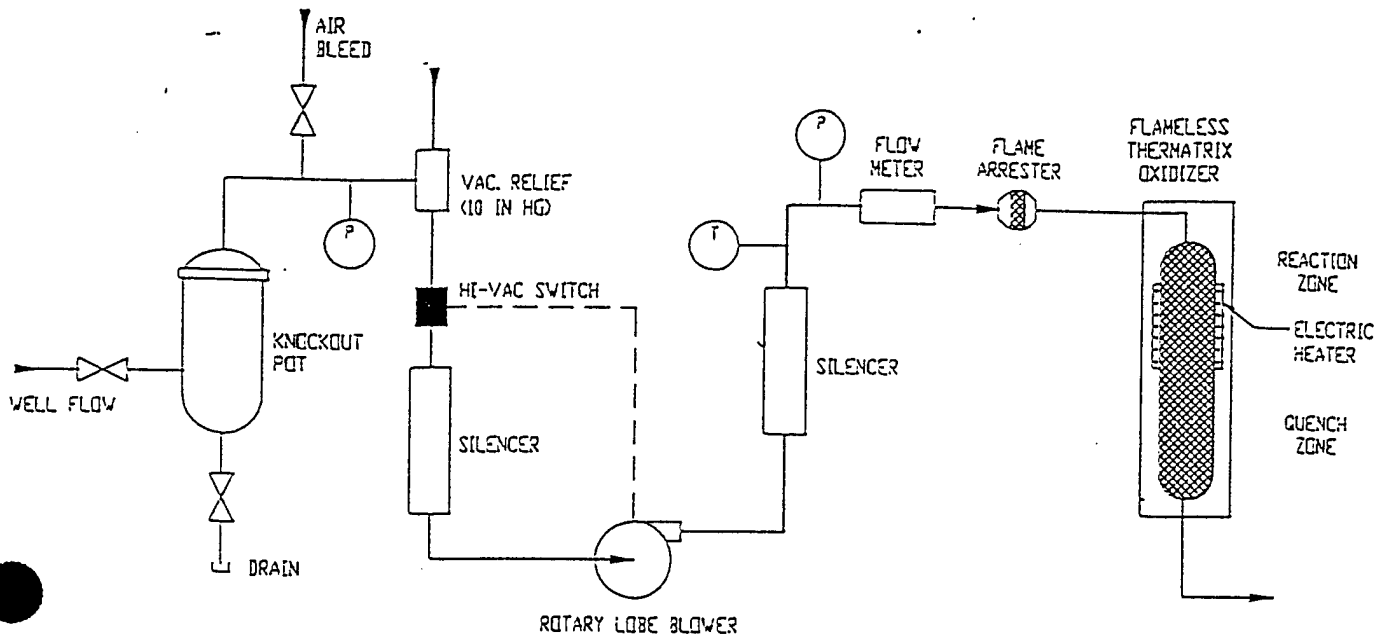 AIR
BLEED
VAC. RELIEF
(10 IN HG)
P
HI-VAC SWITCH
KNOCKOUT
POT
WELL FLOW
DRAIN
SILENCER
ROTARY LOBE BLOWER
SILENCER
T
P
FLOW
METER
FLAME
ARRESTER
FLAMELESS
THERMATRIX
OXIDIZER
REACTION
ZONE
ELECTRIC
HEATER
QUENCH
ZONE